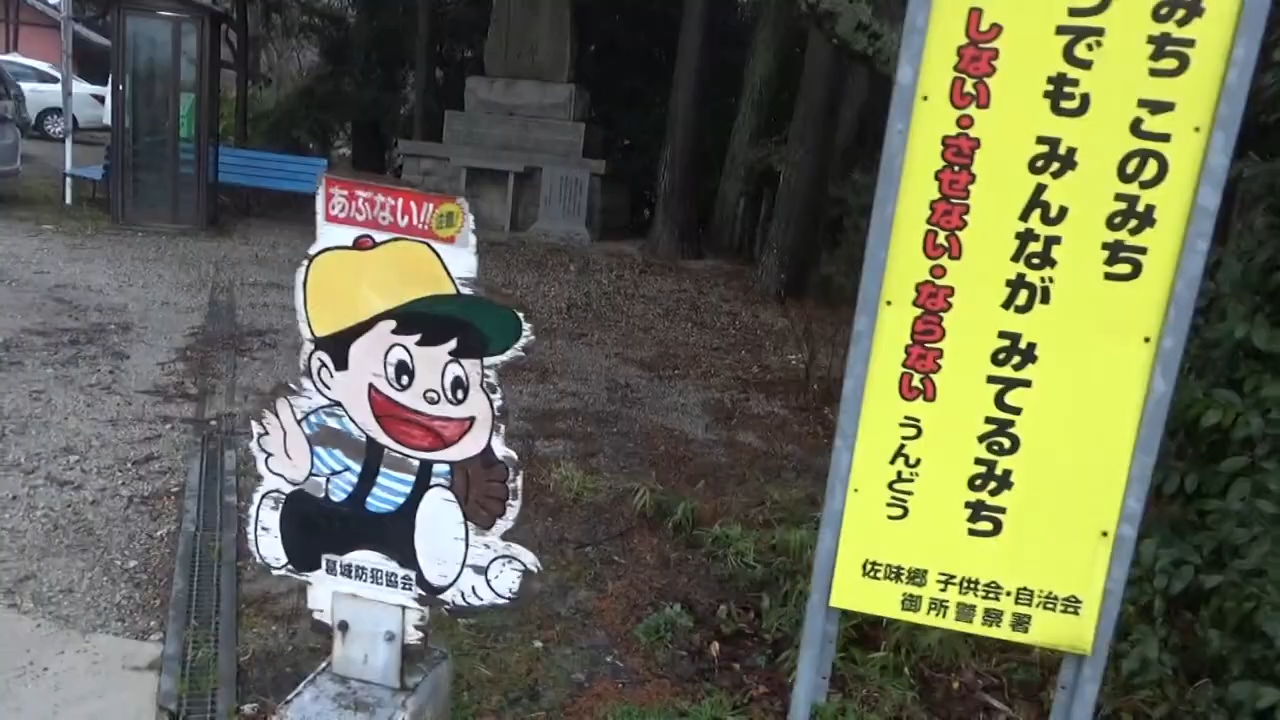 あぶない!!
葛城防犯協会
みち このみち
つでも みんなが みてるみち
しない・させない・ならない うんどう
佐味郷 子供会・自治会
御所警察署